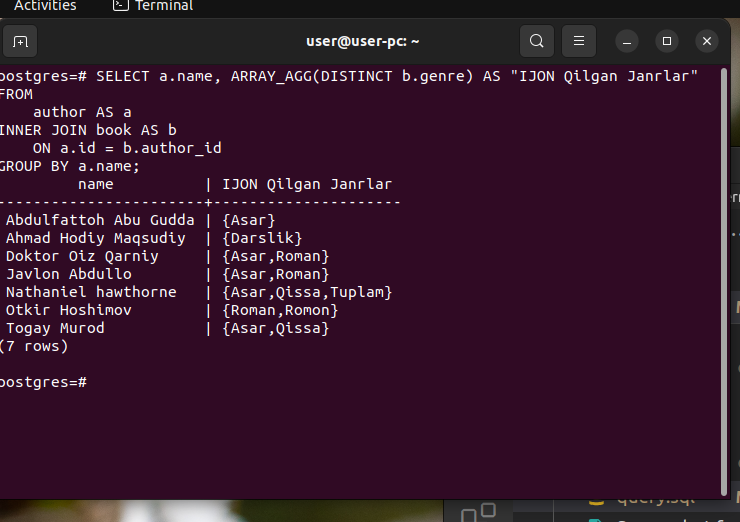 Activities Terminal
user@user-pc: ~
postgres=# SELECT a.name, ARRAY_AGG(DISTINCT b.genre) AS "IJON Qilgan Janrlar"
FROM
    author AS a
INNER JOIN book AS b
    ON a.id = b.author_id
GROUP BY a.name;
         name          | IJON Qilgan Janrlar
-----------------------+---------------------
 Abdulfattoh Abu Gudda | {Asar}
 Ahmad Hodiy Maqsudiy  | {Darslik}
 Doktor Oiz Qarniy     | {Asar,Roman}
 Javlon Abdullo        | {Asar,Roman}
 Nathaniel hawthorne   | {Asar,Qissa,Tuplam}
 Otkir Hoshimov        | {Roman,Romon}
 Togay Murod           | {Asar,Qissa}
(7 rows)
postgres=#
query.sql